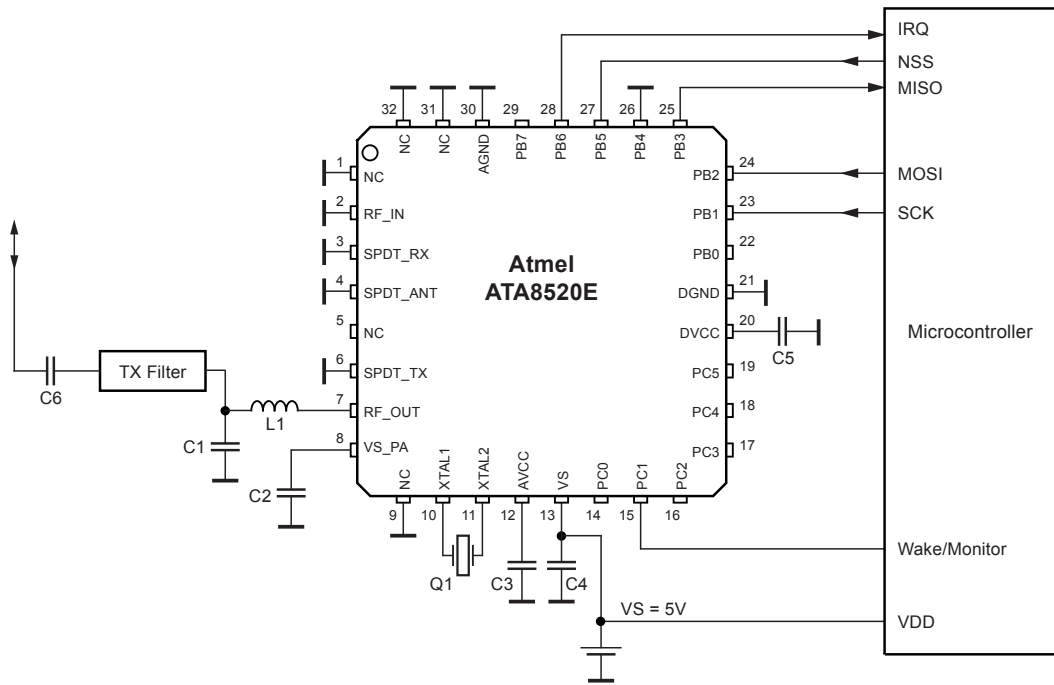 IRQ
NSS
MISO
MOSI
SCK
Microcontroller
Wake/Monitor
VDD
32
31
30
29
28
27
26
25
NC
NC
AGND
PB7
PB6
PB5
PB4
PB3
1
NC
2
RF_IN
3
SPDT_RX
4
SPDT_ANT
5
NC
6
SPDT_TX
7
RF_OUT
8
VS_PA
Atmel
ATA8520E
PB2
24
PB1
23
PB0
22
DGND
21
DVCC
20
PC5
19
PC4
18
PC3
17
NC
XTAL1
XTAL2
AVCC
VS
PC0
PC1
PC2
9
10
11
12
13
14
15
16
C6
TX Filter
L1
C1
C2
Q1
C3
C4
C5
VS = 5V